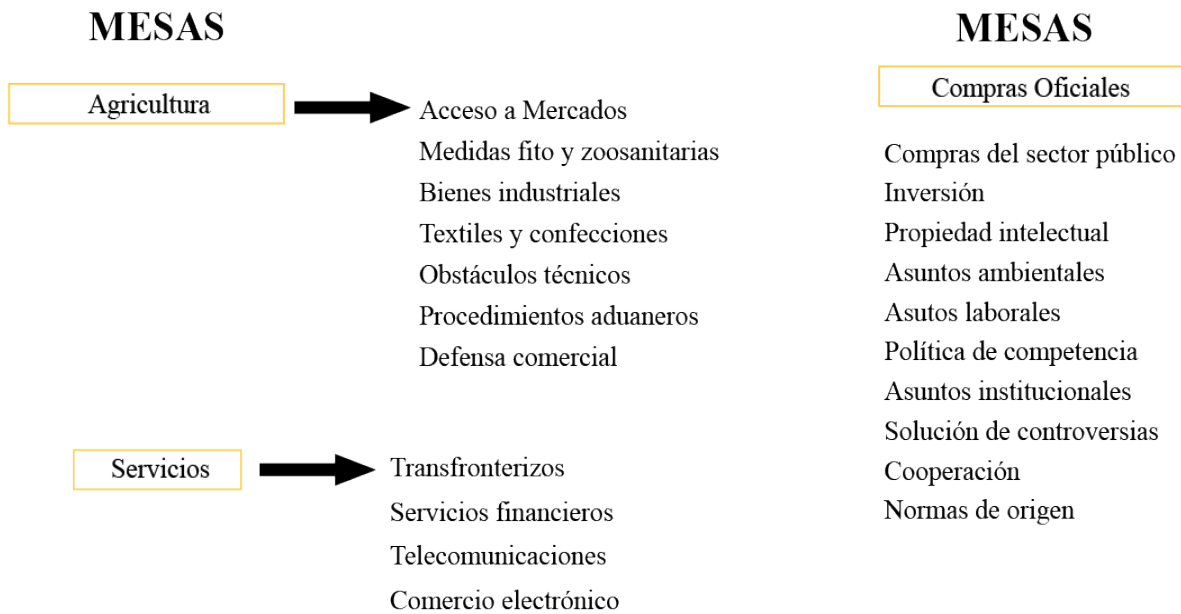 MESAS
Agricultura
Acceso a Mercados
Medidas fito y zoosanitarias
Bienes industriales
Textiles y confecciones
Obstáculos técnicos
Procedimientos aduaneros
Defensa comercial
Servicios
Transfronterizos
Servicios financieros
Telecomunicaciones
Comercio electrónico
MESAS
Compras Oficiales
Compras del sector público
Inversión
Propiedad intelectual
Asuntos ambientales
Asutos laborales
Política de competencia
Asuntos institucionales
Solución de controversias
Cooperación
Normas de origen